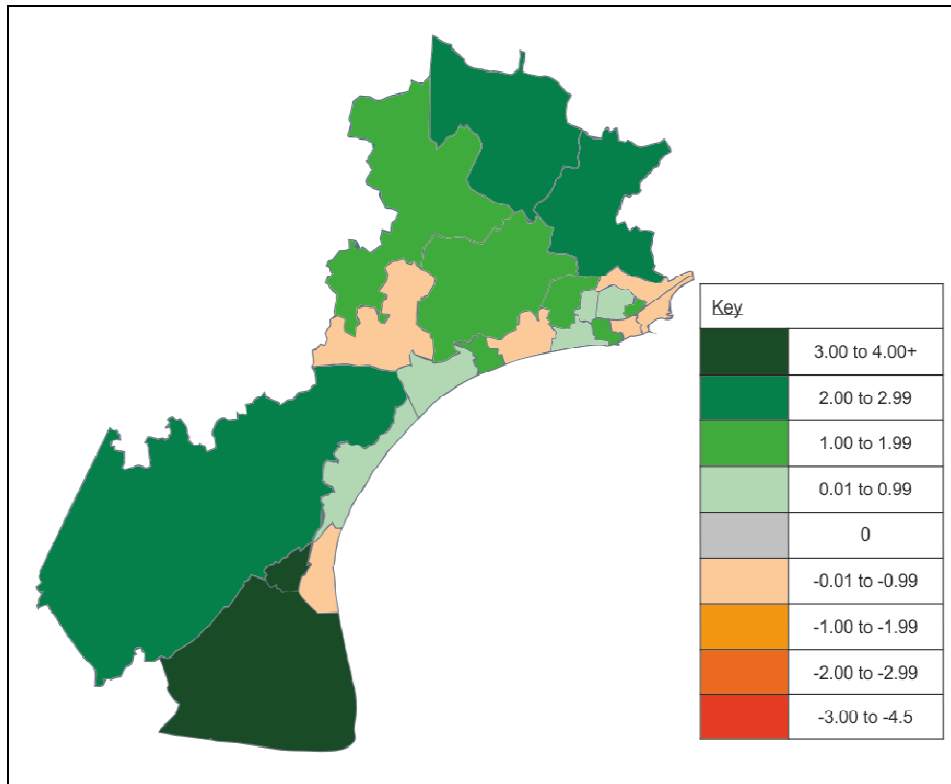 Key
3.00 to 4.00+
2.00 to 2.99
1.00 to 1.99
0.01 to 0.99
0
-0.01 to -0.99
-1.00 to -1.99
-2.00 to -2.99
-3.00 to -4.5